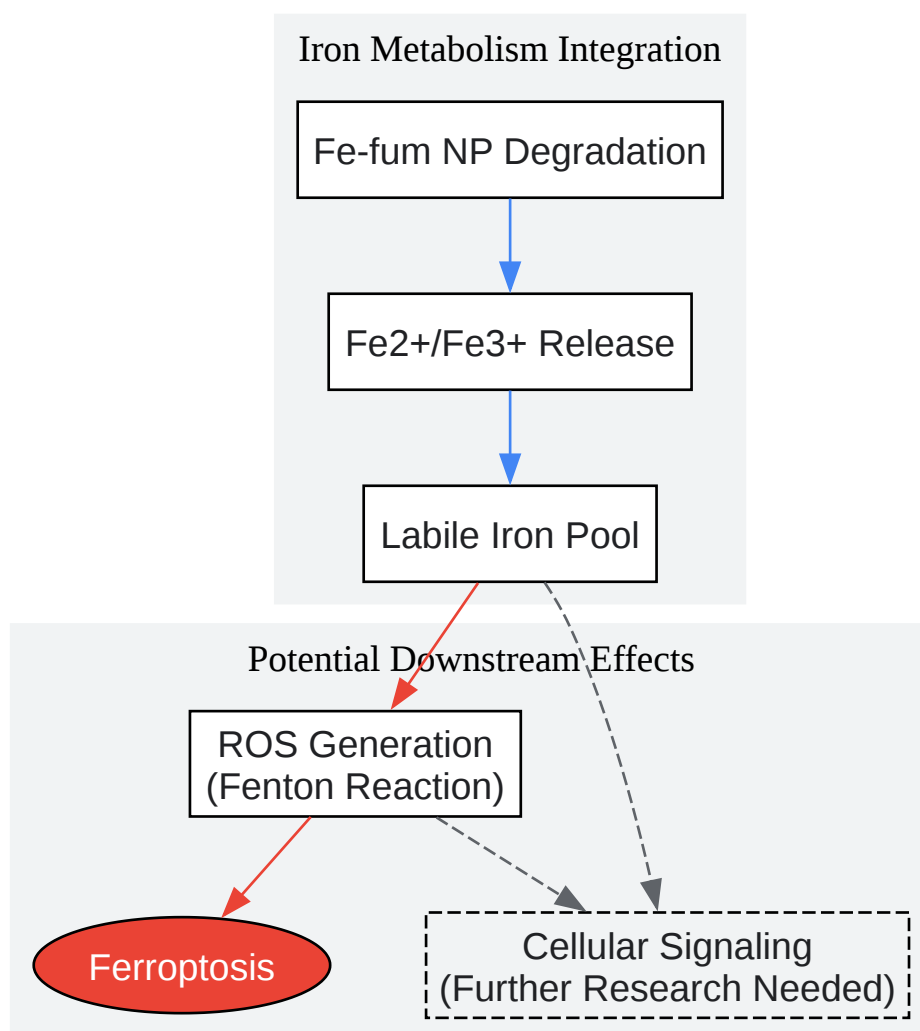 Iron Metabolism Integration
Fe-fum NP Degradation
Fe2+/Fe3+ Release
Labile Iron Pool
Potential Downstream Effects
ROS Generation
(Fenton Reaction)
Ferroptosis
Cellular Signaling
(Further Research Needed)